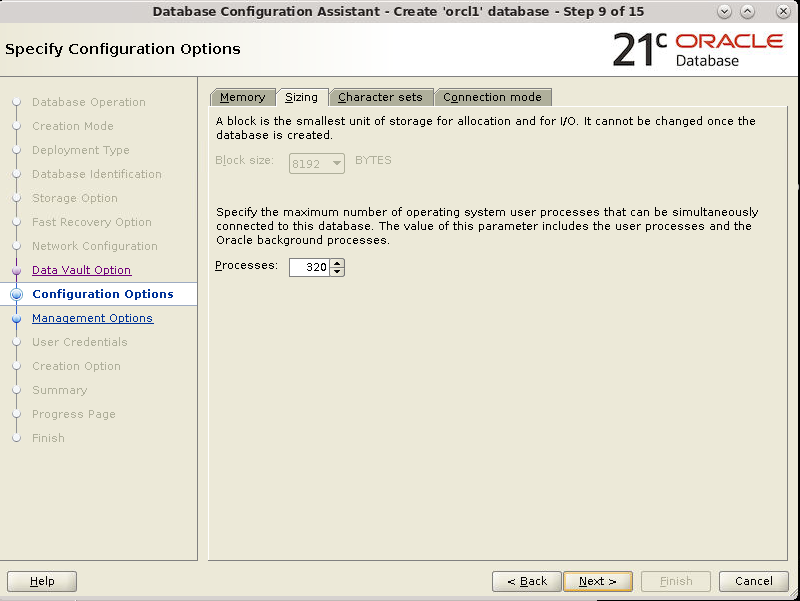 Database Configuration Assistant - Create 'orcl1' database - Step 9 of 15
Specify Configuration Options
21c ORACLE
Database
Database Operation
Creation Mode
Deployment Type
Database Identification
Storage Option
Fast Recovery Option
Network Configuration
Data Vault Option
Configuration Options
Management Options
User Credentials
Creation Option
Summary
Progress Page
Finish
Memory Sizing Character sets Connection mode
A block is the smallest unit of storage for allocation and for I/O. It cannot be changed once the
database is created.
Block size: 8192 BYTES
Specify the maximum number of operating system user processes that can be simultaneously
connected to this database. The value of this parameter includes the user processes and the
Oracle background processes.
Processes: 320
Help < Back Next > Finish Cancel